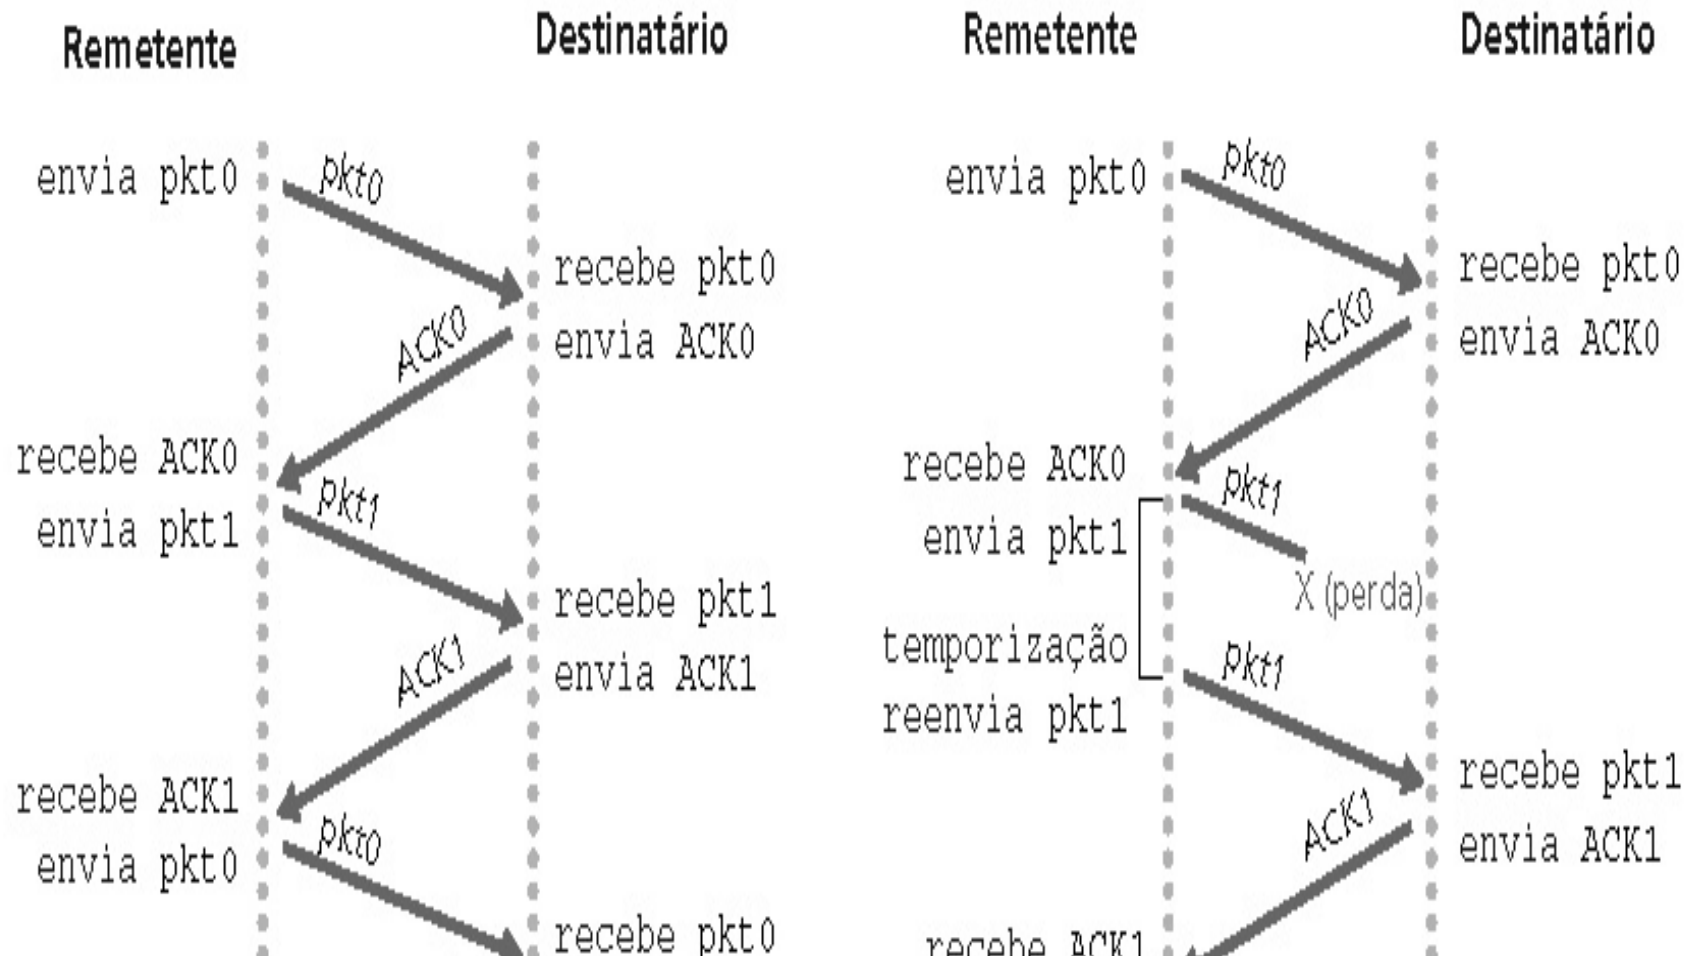 Remetente
Destinatário
envia pkt0
pkt0
recebe pkt0
ACK0
envia ACK0
recebe ACK0
pkt1
envia pkt1
recebe pkt1
ACK1
envia ACK1
recebe ACK1
pkt0
envia pkt0
recebe pkt0
Remetente
Destinatário
envia pkt0
pkt0
recebe pkt0
ACK0
envia ACK0
recebe ACK0
pkt1
envia pkt1
X (perda)
temporização
pkt1
reenvia pkt1
recebe pkt1
ACK1
envia ACK1
recebe ACK1